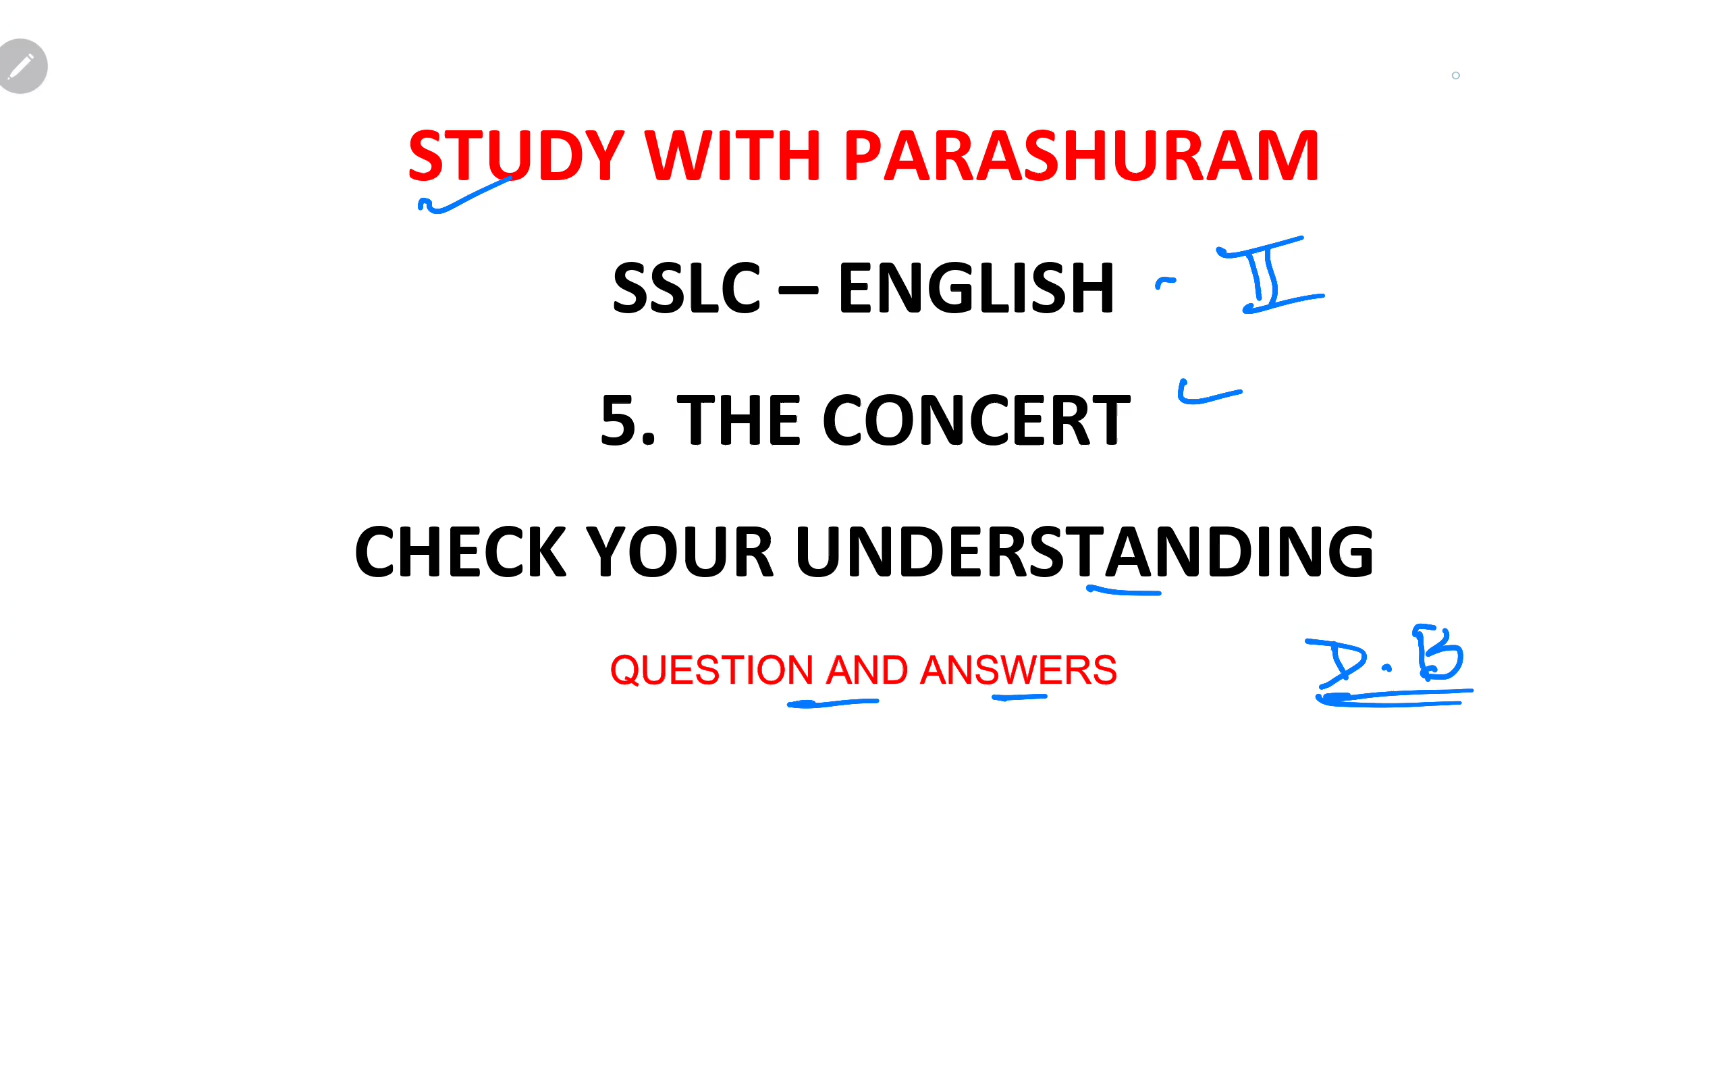 STUDY WITH PARASHURAM
SSLC – ENGLISH - II
5. THE CONCERT
CHECK YOUR UNDERSTANDING
QUESTION AND ANSWERS D.B